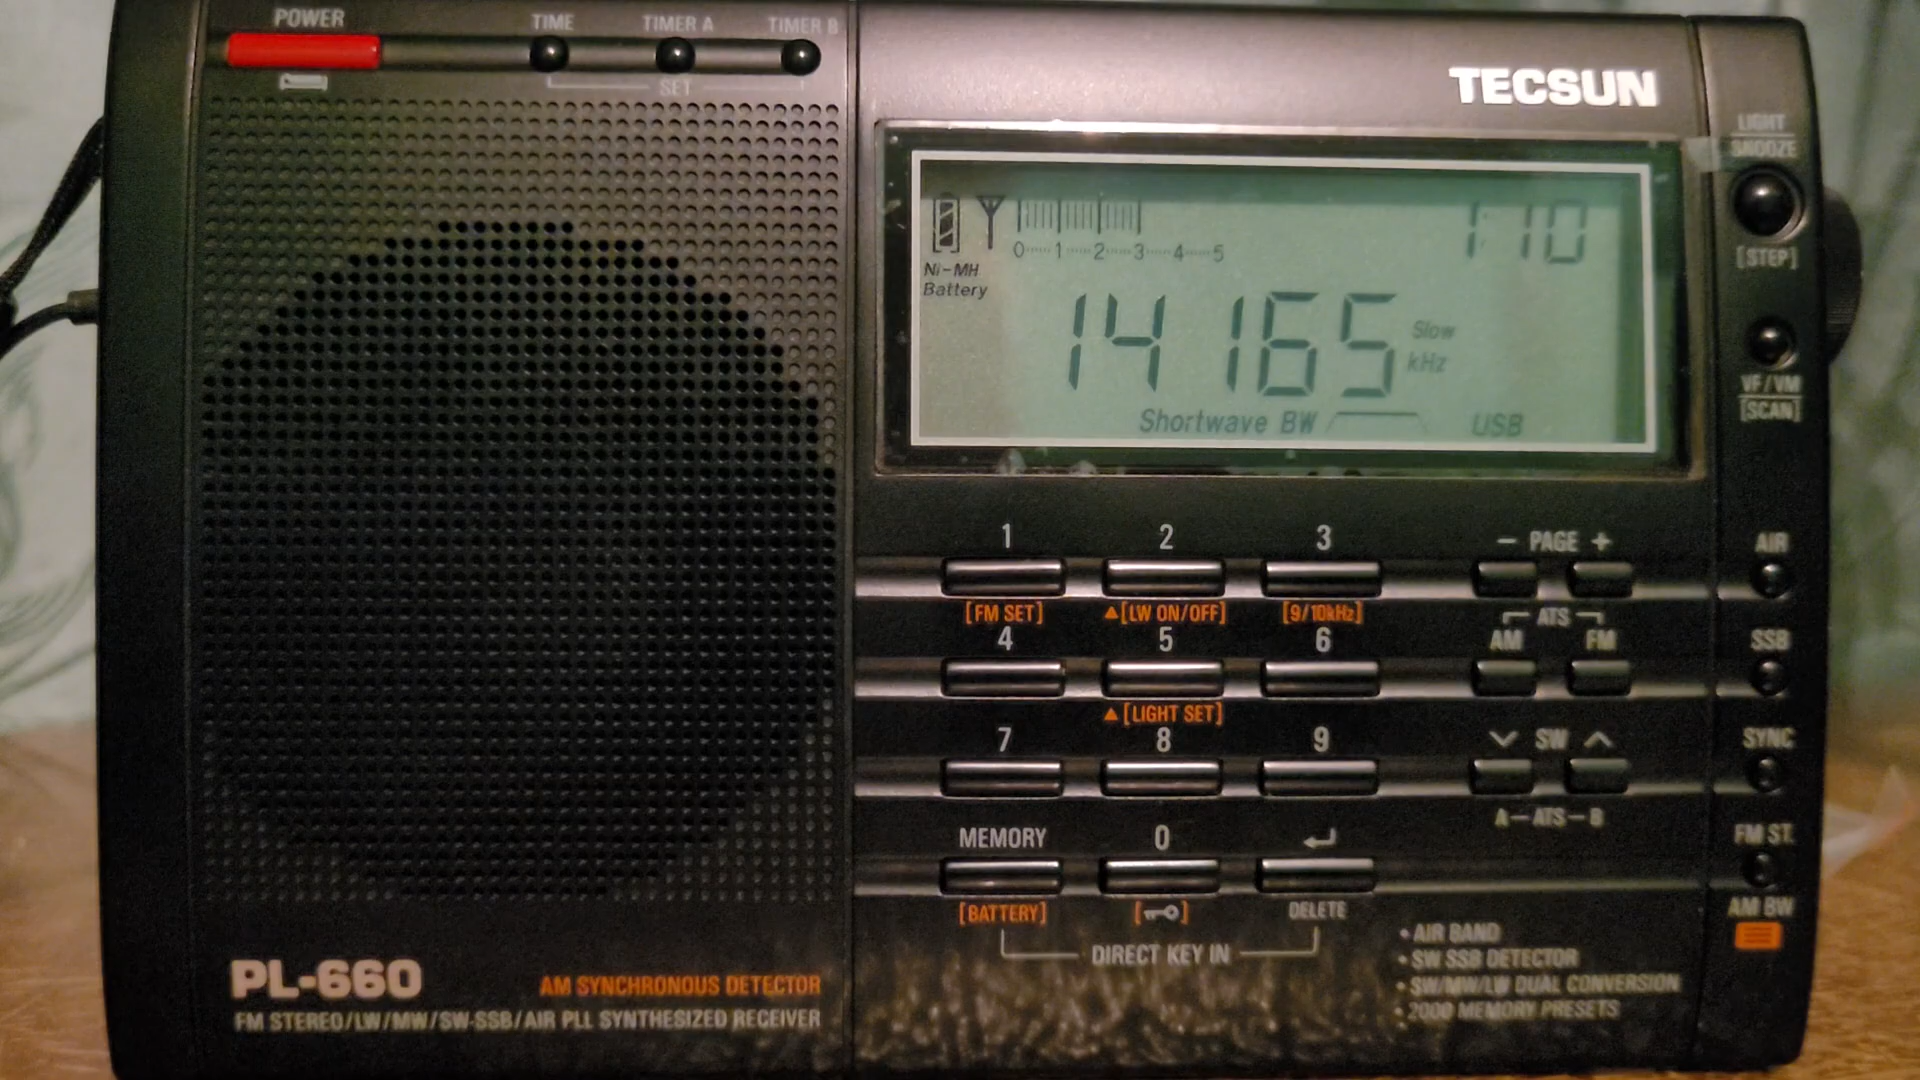 POWER TIME TIMER A TIMER B
SET
TECSUN
LIGHT
SNOOZE
[STEP]
0 1 2 3 4 5
1:10
Ni-MH
Battery
14165
Slow
kHz
Shortwave BW USB
VF/VM
[SCAN]
1 2 3 - PAGE + AIR
[FM SET] ▲[LW ON/OFF] [9/10kHz] ATS
4 5 6 AM FM SSB
▲[LIGHT SET]
7 8 9 SW SYNC
A-ATS-B
MEMORY 0 FM ST.
[BATTERY] DELETE AM BW
DIRECT KEY IN
• AIR BAND
• SW SSB DETECTOR
• SW/MW/LW DUAL CONVERSION
• 2000 MEMORY PRESETS
PL-660 AM SYNCHRONOUS DETECTOR
FM STEREO/LW/MW/SW-SSB/AIR PLL SYNTHESIZED RECEIVER